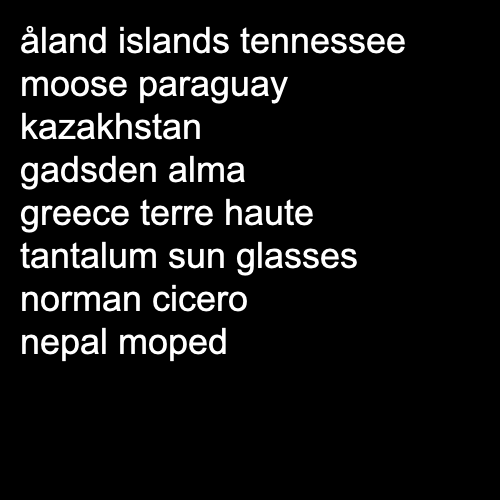 åland islands tennessee
moose paraguay
kazakhstan
gadsden alma
greece terre haute
tantalum sun glasses
norman cicero
nepal moped